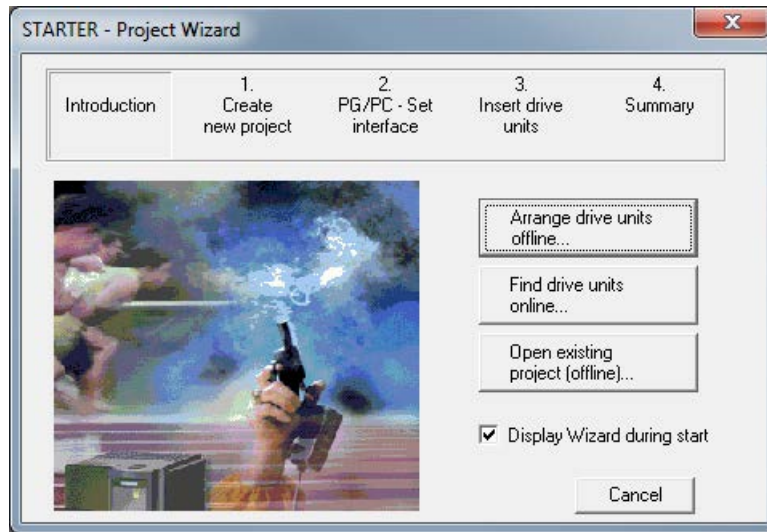 STARTER - Project Wizard
Introduction
1.
Create
new project
2.
PG/PC - Set
interface
3.
Insert drive
units
4.
Summary
Arrange drive units
offline...
Find drive units
online...
Open existing
project (offline)...
Display Wizard during start
Cancel